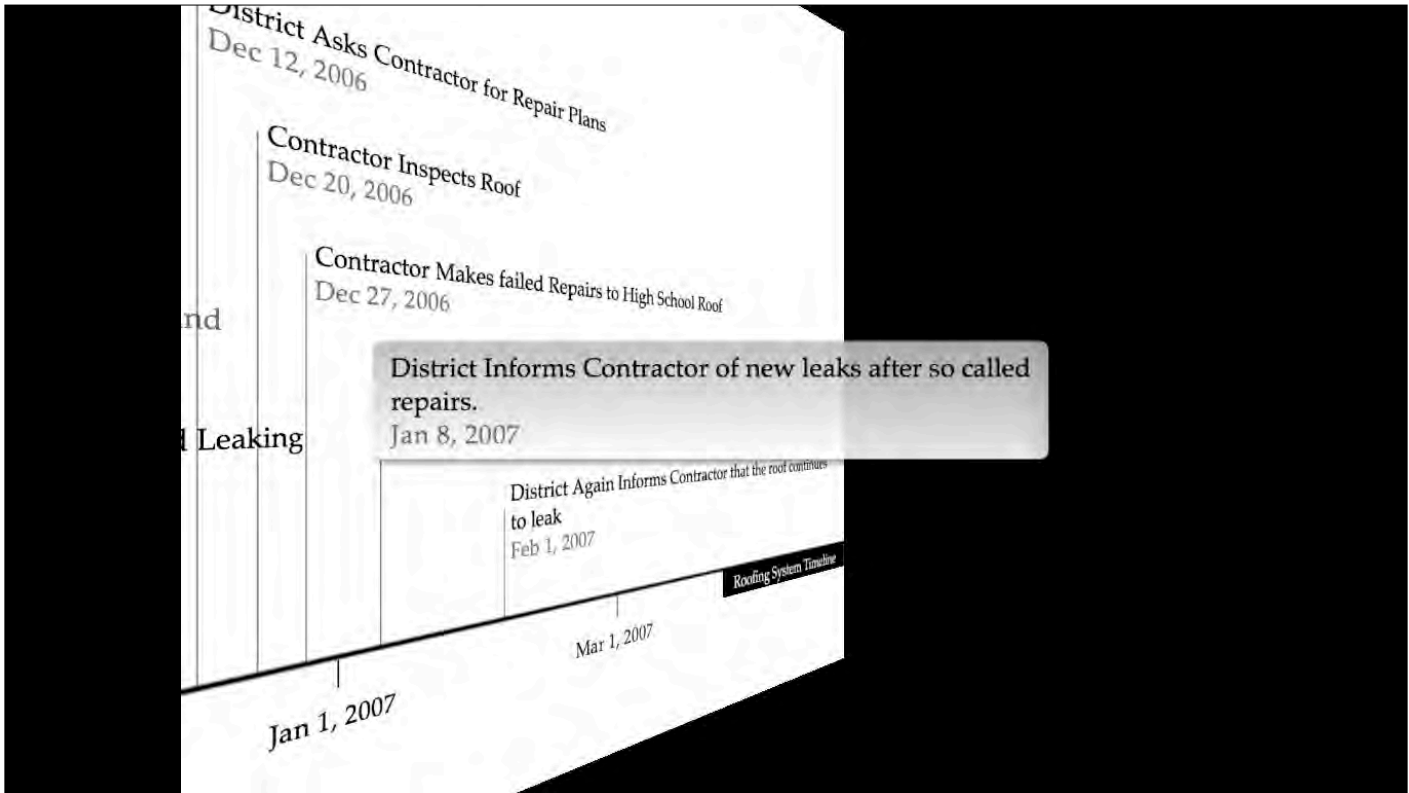 District Asks Contractor for Repair Plans
Dec 12, 2006
Contractor Inspects Roof
Dec 20, 2006
Contractor Makes failed Repairs to High School Roof
Dec 27, 2006
nd
District Informs Contractor of new leaks after so called
repairs.
Jan 8, 2007
Leaking
District Again Informs Contractor that the roof continues
to leak
Feb 1, 2007
Roofing System Timeline
Mar 1, 2007
Jan 1, 2007